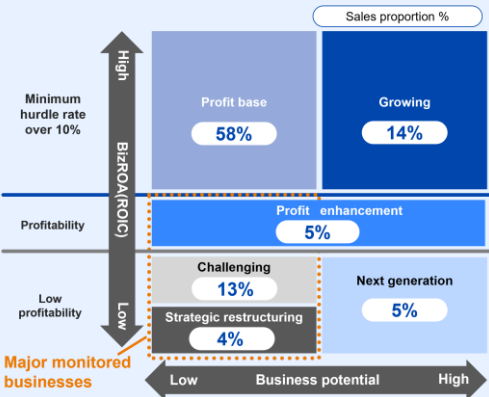 Sales proportion %
High
Minimum
hurdle rate
over 10%
BizROA(ROIC)
Profit base
58%
Growing
14%
Profitability
Profit enhancement
5%
Low
profitability
Low
Challenging
13%
Next generation
5%
Strategic restructuring
4%
Major monitored
businesses
Low
Business potential
High